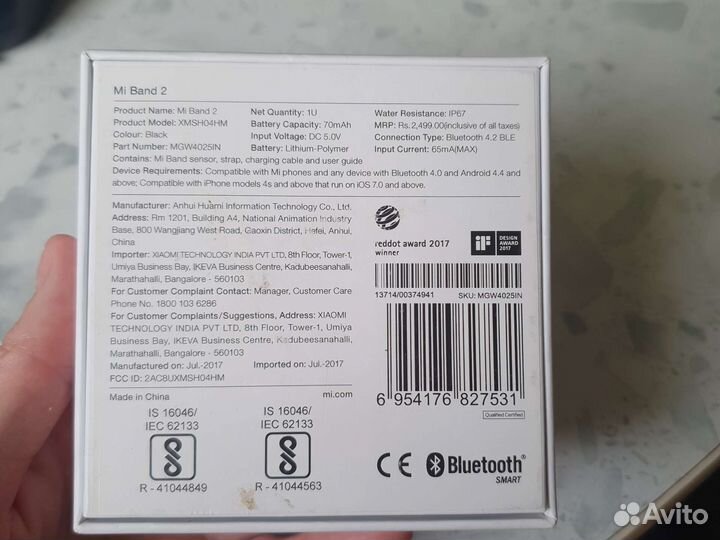 Mi Band 2
Product Name: Mi Band 2
Product Model: XMSH04HM
Colour: Black
Part Number: MGW4025IN
Net Quantity: 1U
Battery Capacity: 70mAh
Input Voltage: DC 5.0V
Battery: Lithium-Polymer
Water Resistance: IP67
MRP: Rs.2,499.00(inclusive of all taxes)
Connection Type: Bluetooth 4.2 BLE
Input Current: 65mA(MAX)
Contains: Mi Band sensor, strap, charging cable and user guide
Device Requirements: Compatible with Mi phones and any device with Bluetooth 4.0 and Android 4.4 and
above; Compatible with iPhone models 4s and above that run on iOS 7.0 and above.
Manufacturer: Anhui Huami Information Technology Co., Ltd.
Address: Rm 1201, Building A4, National Animation Industry
Base, 800 Wangjiang West Road, Gaoxin District, Hefei, Anhui,
China
Importer: XIAOMI TECHNOLOGY INDIA PVT LTD, 8th Floor, Tower-1,
Umiya Business Bay, IKEVA Business Centre, Kadubeesanahalli,
Marathahalli, Bangalore - 560103
For Customer Complaint Contact: Manager, Customer Care
Phone No. 1800 103 6286
For Customer Complaints/Suggestions, Address: XIAOMI
TECHNOLOGY INDIA PVT LTD, 8th Floor, Tower-1, Umiya
Business Bay, IKEVA Business Centre, Kadubeesanahalli,
Marathahalli, Bangalore - 560103
Manufactured on: Jul.-2017 Imported on: Jul.-2017
FCC ID: 2AC8UXMSH04HM
Made in China mi.com
IS 16046/
IEC 62133
R - 41044849
IS 16046/
IEC 62133
R - 41044563
reddot award 2017
winner
iF
DESIGN
AWARD
2017
13714/00374941 SKU: MGW4025IN
6 954176 827531
Qualified Certified
CE
Bluetooth®
SMART
Avito